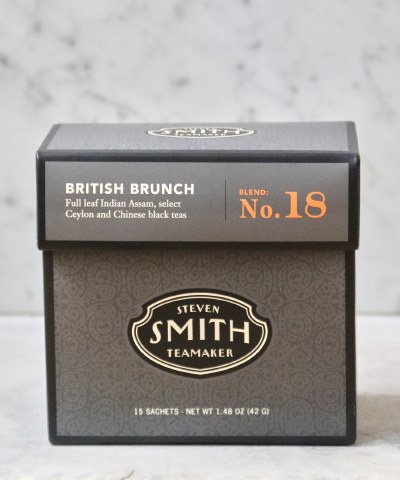 SMITH
BRITISH BRUNCH
Full leaf Indian Assam, select
Ceylon and Chinese black teas
BLEND:
No. 18
STEVEN
SMITH
TEAMAKER
15 SACHETS · NET WT 1.48 OZ (42 G)